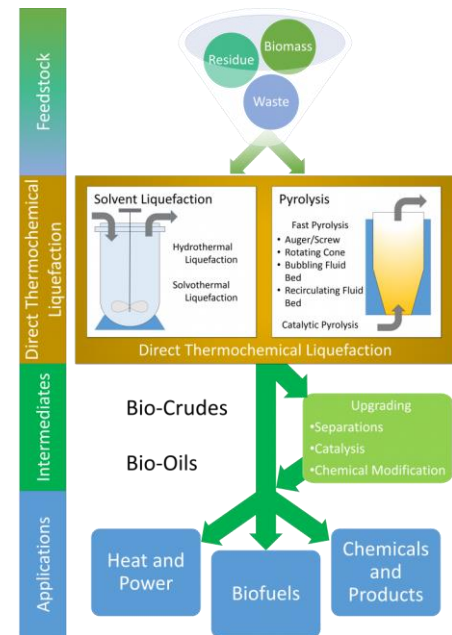 Feedstock
Residue
Biomass
Waste
Direct Thermochemical
Liquefaction
Solvent Liquefaction
Hydrothermal
Liquefaction
Solvothermal
Liquefaction
Pyrolysis
Fast Pyrolysis
• Auger/Screw
• Rotating Cone
• Bubbling Fluid
Bed
• Recirculating Fluid
Bed
Catalytic Pyrolysis
Direct Thermochemical Liquefaction
Intermediates
Bio-Crudes
Bio-Oils
Upgrading
•Separations
•Catalysis
•Chemical Modification
Applications
Heat and
Power
Biofuels
Chemicals
and
Products